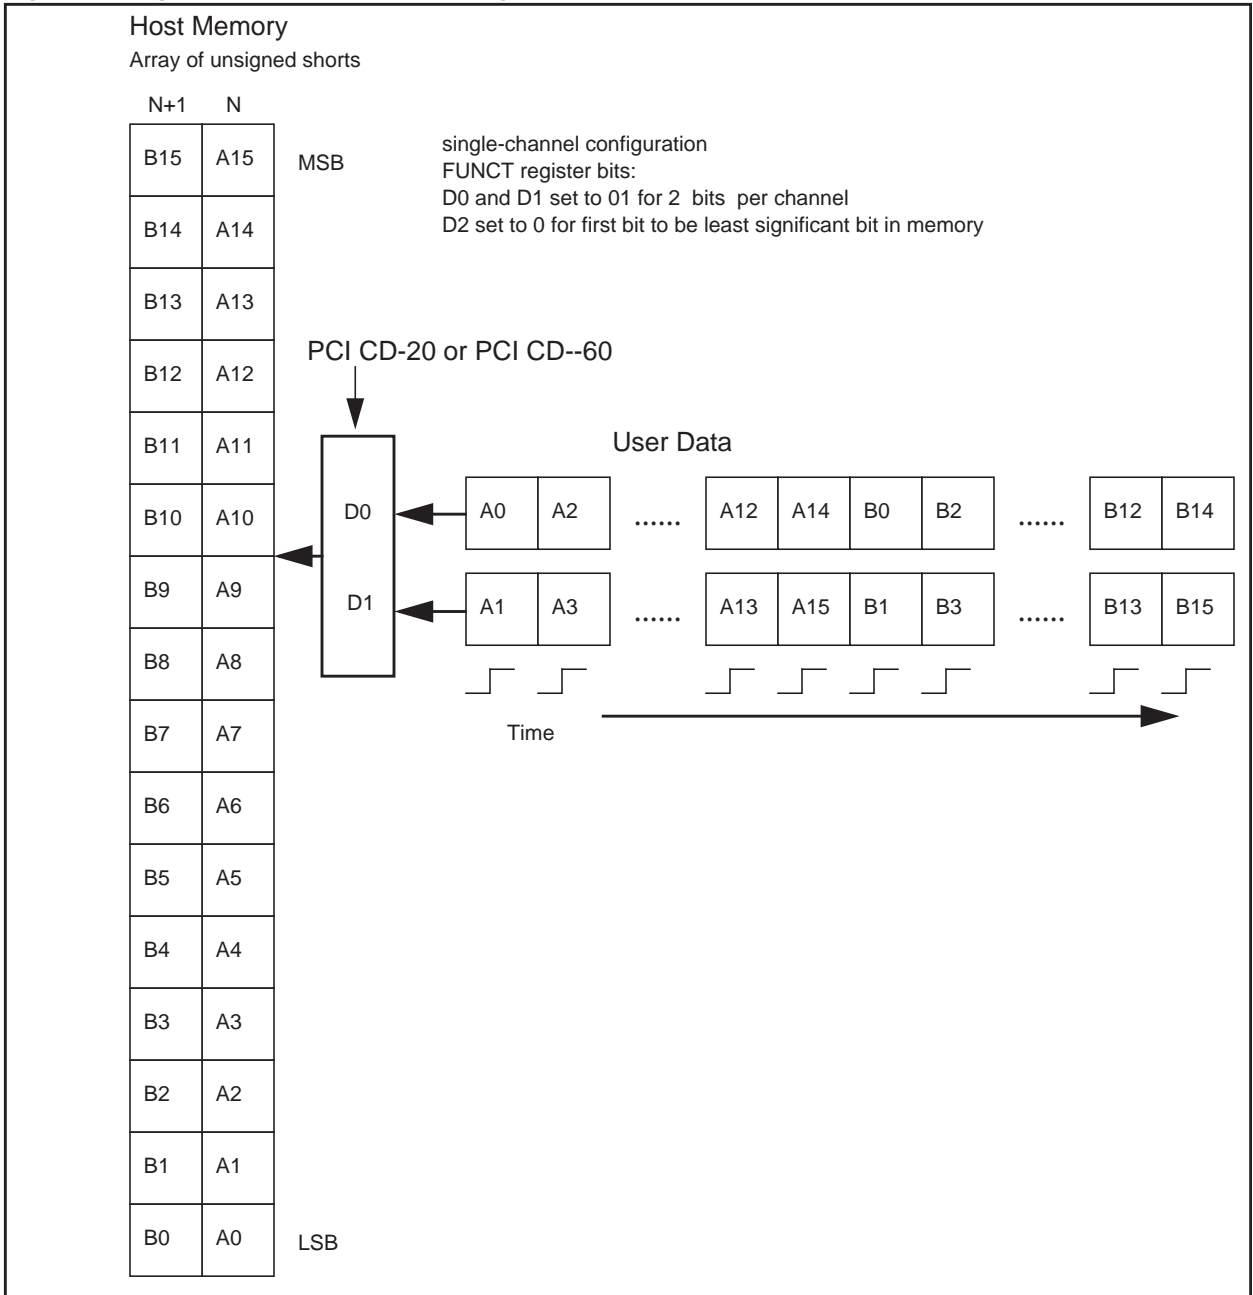 Host Memory
Array of unsigned shorts
N+1 N
B15 A15 MSB
single-channel configuration
FUNCT register bits:
D0 and D1 set to 01 for 2 bits per channel
D2 set to 0 for first bit to be least significant bit in memory
B14 A14
B13 A13
PCI CD-20 or PCI CD--60
B12 A12
B11 A11
User Data
B10 A10 D0 A0 A2 ...... A12 A14 B0 B2 ...... B12 B14
B9 A9 D1 A1 A3 ...... A13 A15 B1 B3 ...... B13 B15
B8 A8
B7 A7 Time
B6 A6
B5 A5
B4 A4
B3 A3
B2 A2
B1 A1
B0 A0 LSB